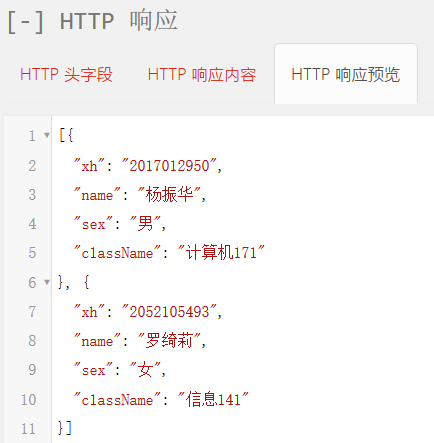 [-] HTTP 响应
HTTP 头字段 HTTP 响应内容 HTTP 响应预览
1 [{
2 "xh": "2017012950",
3 "name": "杨振华",
4 "sex": "男",
5 "className": "计算机171"
6 }, {
7 "xh": "2052105493",
8 "name": "罗绮莉",
9 "sex": "女",
10 "className": "信息141"
11 }]